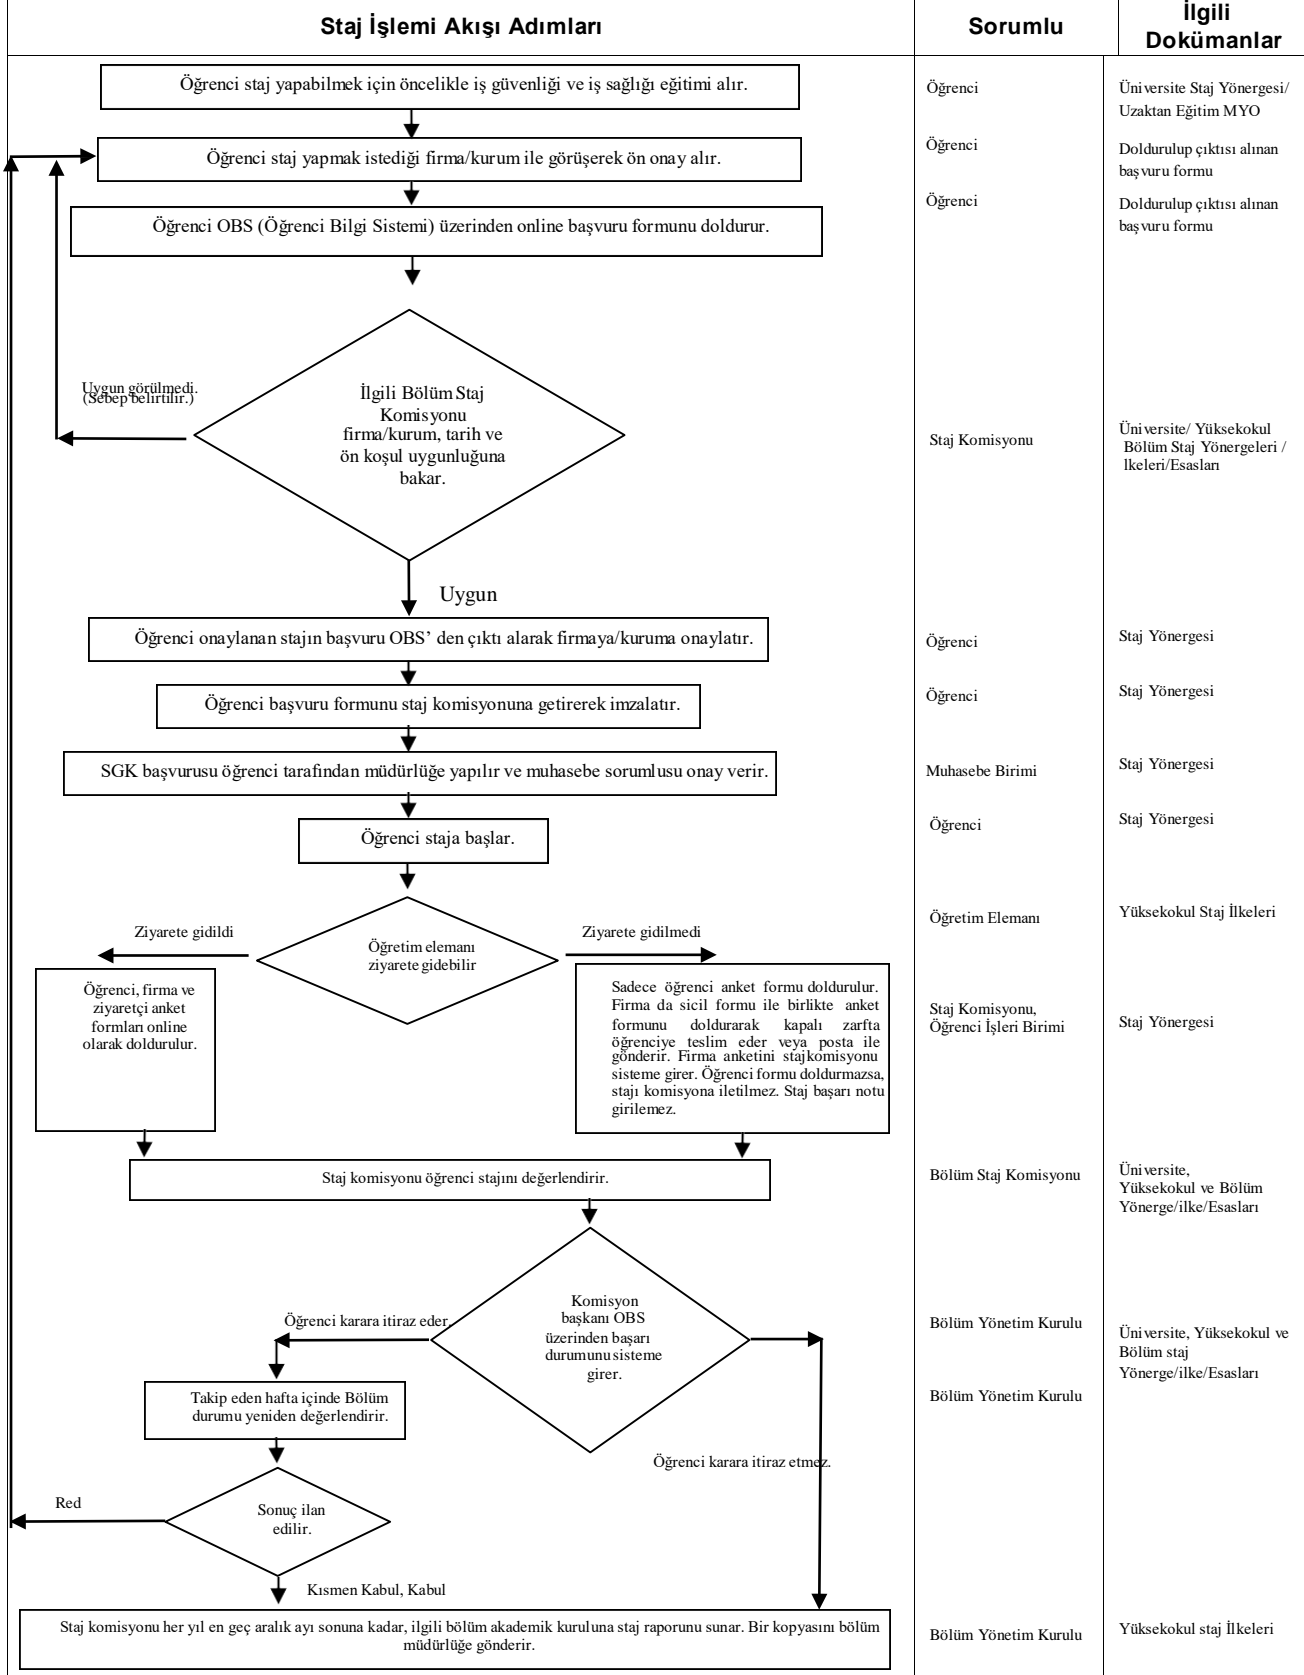 Staj İşlemi Akışı Adımları
Sorumlu
İlgili
Dokümanlar
Öğrenci staj yapabilmek için öncelikle iş güvenliği ve iş sağlığı eğitimi alır.
Öğrenci
Üniversite Staj Yönergesi/
Uzaktan Eğitim MYO
Öğrenci staj yapmak istediği firma/kurum ile görüşerek ön onay alır.
Öğrenci
Doldurulup çıktısı alınan
başvuru formu
Öğrenci OBS (Öğrenci Bilgi Sistemi) üzerinden online başvuru formunu doldurur.
Öğrenci
Doldurulup çıktısı alınan
başvuru formu
Uygun görülmedi.
(Sebep belirtilir.)
İlgili Bölüm Staj
Komisyonu
firma/kurum, tarih ve
ön koşul uygunluğuna
bakar.
Staj Komisyonu
Üniversite/ Yüksekokul
Bölüm Staj Yönergeleri /
lkeleri/Esasları
Uygun
Öğrenci onaylanan stajın başvuru OBS’ den çıktı alarak firmaya/kuruma onaylatır.
Öğrenci
Staj Yönergesi
Öğrenci başvuru formunu staj komisyonuna getirerek imzalatır.
Öğrenci
Staj Yönergesi
SGK başvurusu öğrenci tarafından müdürlüğe yapılır ve muhasebe sorumlusu onay verir.
Muhasebe Birimi
Staj Yönergesi
Öğrenci staja başlar.
Öğrenci
Staj Yönergesi
Ziyarete gidildi
Öğretim elemanı
ziyarete gidebilir
Ziyarete gidilmedi
Öğretim Elemanı
Yüksekokul Staj İlkeleri
Öğrenci, firma ve
ziyaretçi anket
formları online
olarak doldurulur.
Sadece öğrenci anket formu doldurulur.
Firma da sicil formu ile birlikte anket
formunu doldurarak kapalı zarfta
öğrenciye teslim eder veya posta ile
gönderir. Firma anketini stajkomisyonu
sisteme girer. Öğrenci formu doldurmazsa,
stajı komisyona iletilmez. Staj başarı notu
girilemez.
Staj Komisyonu,
Öğrenci İşleri Birimi
Staj Yönergesi
Staj komisyonu öğrenci stajını değerlendirir.
Bölüm Staj Komisyonu
Üniversite,
Yüksekokul ve Bölüm
Yönerge/ilke/Esasları
Öğrenci karara itiraz eder.
Komisyon
başkanı OBS
üzerinden başarı
durumunu sisteme
girer.
Bölüm Yönetim Kurulu
Üniversite, Yüksekokul ve
Bölüm staj
Yönerge/ilke/Esasları
Takip eden hafta içinde Bölüm
durumu yeniden değerlendirir.
Bölüm Yönetim Kurulu
Öğrenci karara itiraz etmez.
Red
Sonuç ilan
edilir.
Kısmen Kabul, Kabul
Staj komisyonu her yıl en geç aralık ayı sonuna kadar, ilgili bölüm akademik kuruluna staj raporunu sunar. Bir kopyasını bölüm
müdürlüğe gönderir.
Bölüm Yönetim Kurulu
Yüksekokul staj İlkeleri